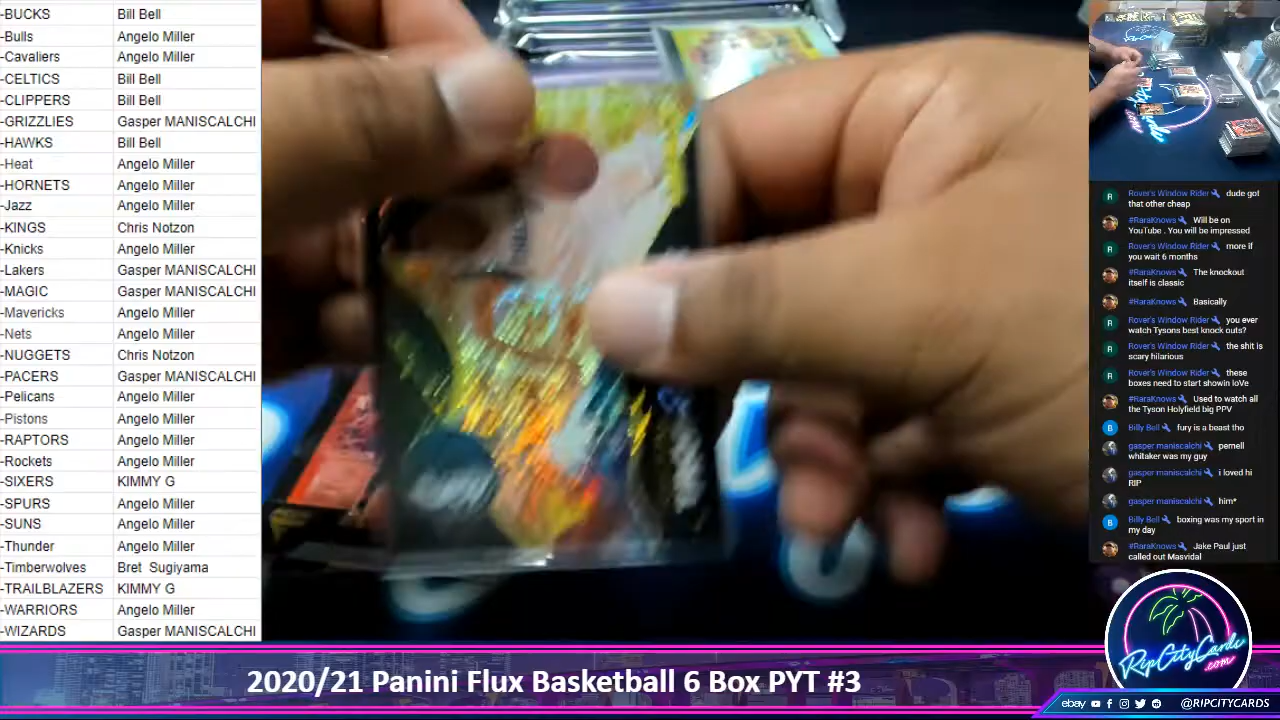 -BUCKS Bill Bell
-Bulls Angelo Miller
-Cavaliers Angelo Miller
-CELTICS Bill Bell
-CLIPPERS Bill Bell
-GRIZZLIES Gasper MANISCALCHI
-HAWKS Bill Bell
-Heat Angelo Miller
-HORNETS Angelo Miller
-Jazz Angelo Miller
-KINGS Chris Notzon
-Knicks Angelo Miller
-Lakers Gasper MANISCALCHI
-MAGIC Gasper MANISCALCHI
-Mavericks Angelo Miller
-Nets Angelo Miller
-NUGGETS Chris Notzon
-PACERS Gasper MANISCALCHI
-Pelicans Angelo Miller
-Pistons Angelo Miller
-RAPTORS Angelo Miller
-Rockets Angelo Miller
-SIXERS KIMMY G
-SPURS Angelo Miller
-SUNS Angelo Miller
-Thunder Angelo Miller
-Timberwolves Bret Sugiyama
-TRAILBLAZERS KIMMY G
-WARRIORS Angelo Miller
-WIZARDS Gasper MANISCALCHI
R Rover's Window Rider dude got
that other cheap
#RaraKnows Will be on
YouTube . You will be impressed
R Rover's Window Rider more if
you wait 6 months
#RaraKnows The knockout
itself is classic
#RaraKnows Basically
R Rover's Window Rider you ever
watch Tysons best knock outs?
R Rover's Window Rider the shit is
scary hilarious
R Rover's Window Rider these
boxes need to start showin loVe
#RaraKnows Used to watch all
the Tyson Holyfield big PPV
B Billy Bell fury is a beast tho
gasper maniscalchi pernell
whitaker was my guy
gasper maniscalchi i loved hi
RIP
gasper maniscalchi him*
B Billy Bell boxing was my sport in
my day
#RaraKnows Jake Paul just
called out Masvidal
RipCityCards
.com
2020/21 Panini Flux Basketball 6 Box PYT #3
ebay @RIPCITYCARDS